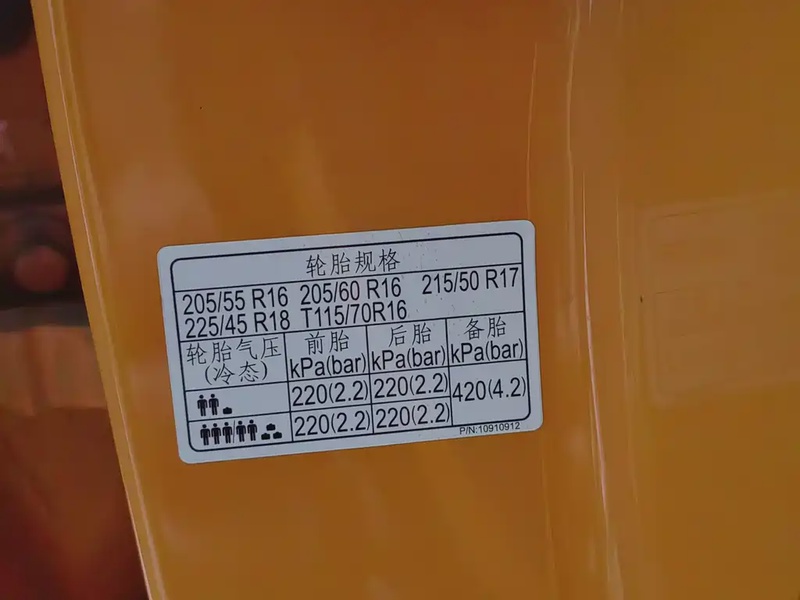 轮胎规格
205/55 R16 205/60 R16 215/50 R17
225/45 R18 T115/70R16
轮胎气压(冷态) 前胎 kPa(bar) 后胎 kPa(bar) 备胎 kPa(bar)
220(2.2) 220(2.2) 420(4.2)
220(2.2) 220(2.2)
P/N:10910912